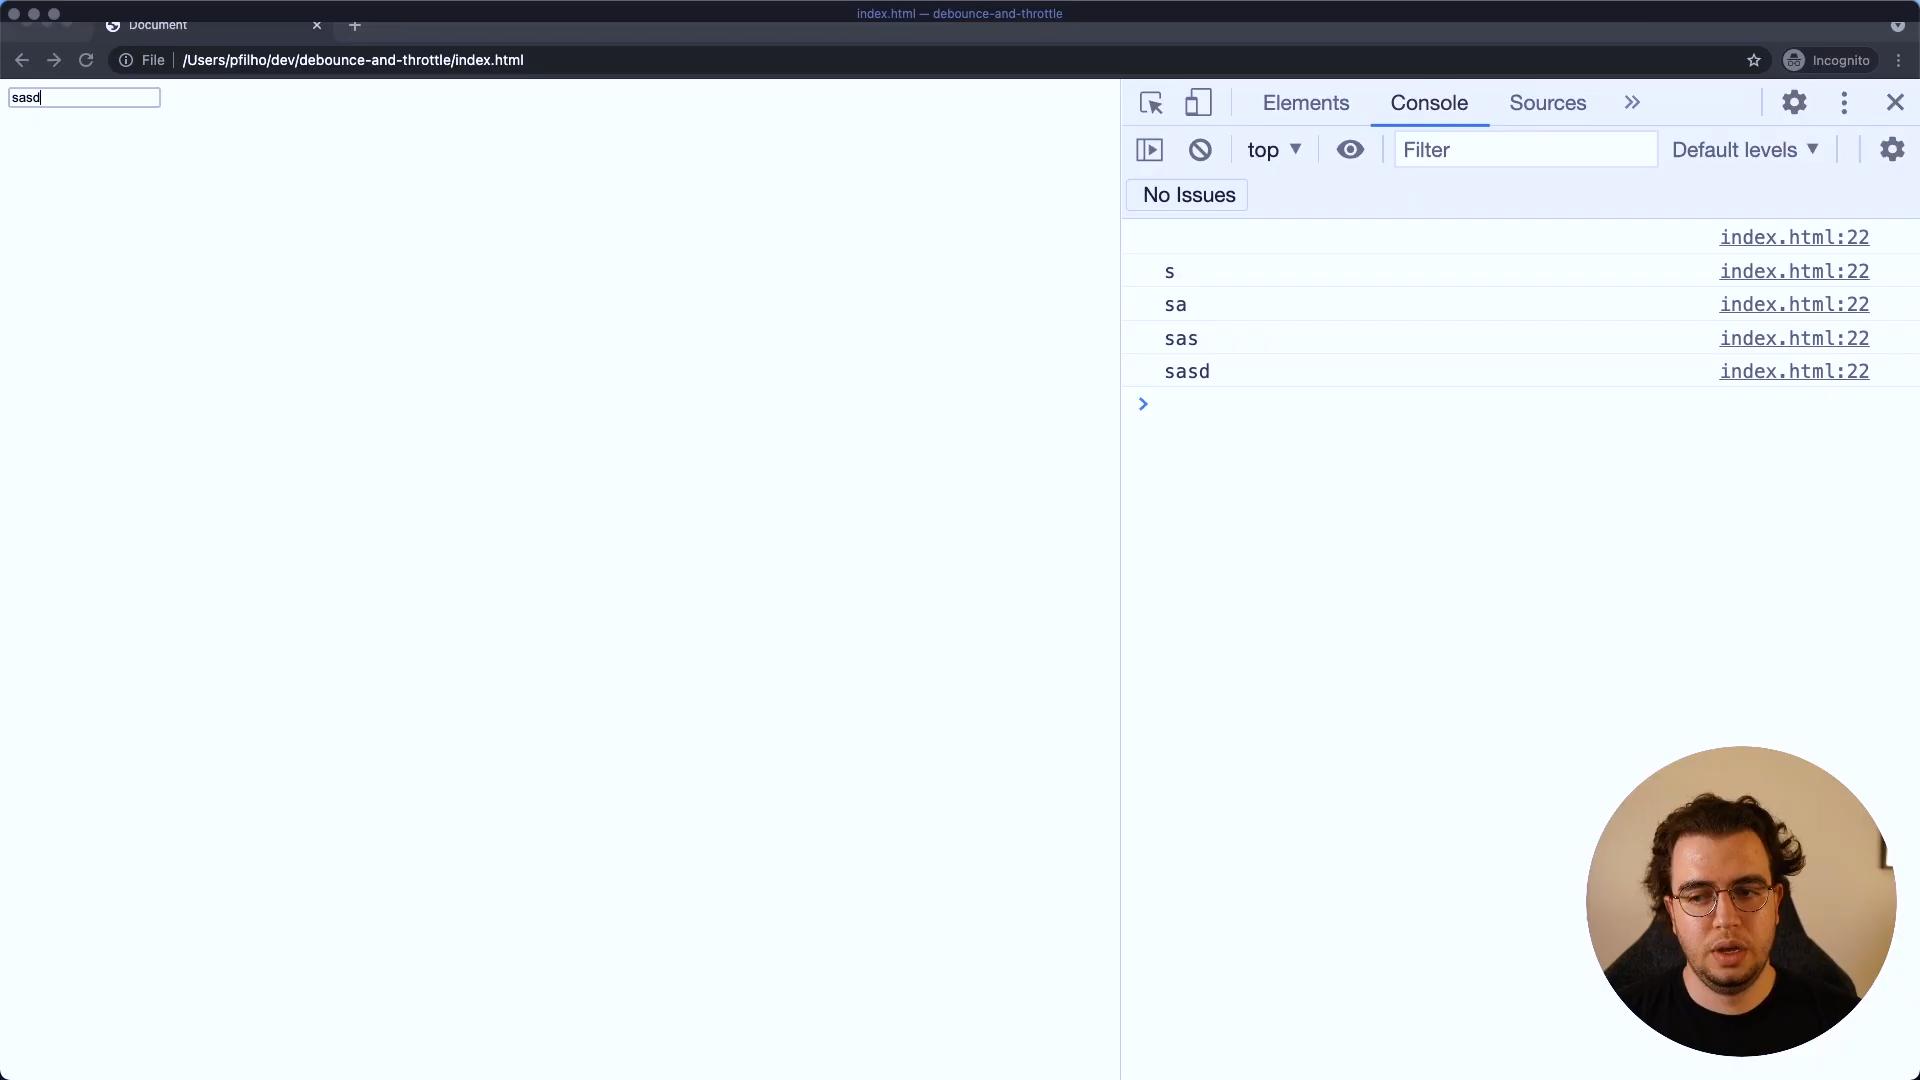 index.html — debounce-and-throttle
Document
File /Users/pfilho/dev/debounce-and-throttle/index.html
Incognito
sasd
Elements Console Sources
top Filter Default levels
No Issues
index.html:22
s index.html:22
sa index.html:22
sas index.html:22
sasd index.html:22